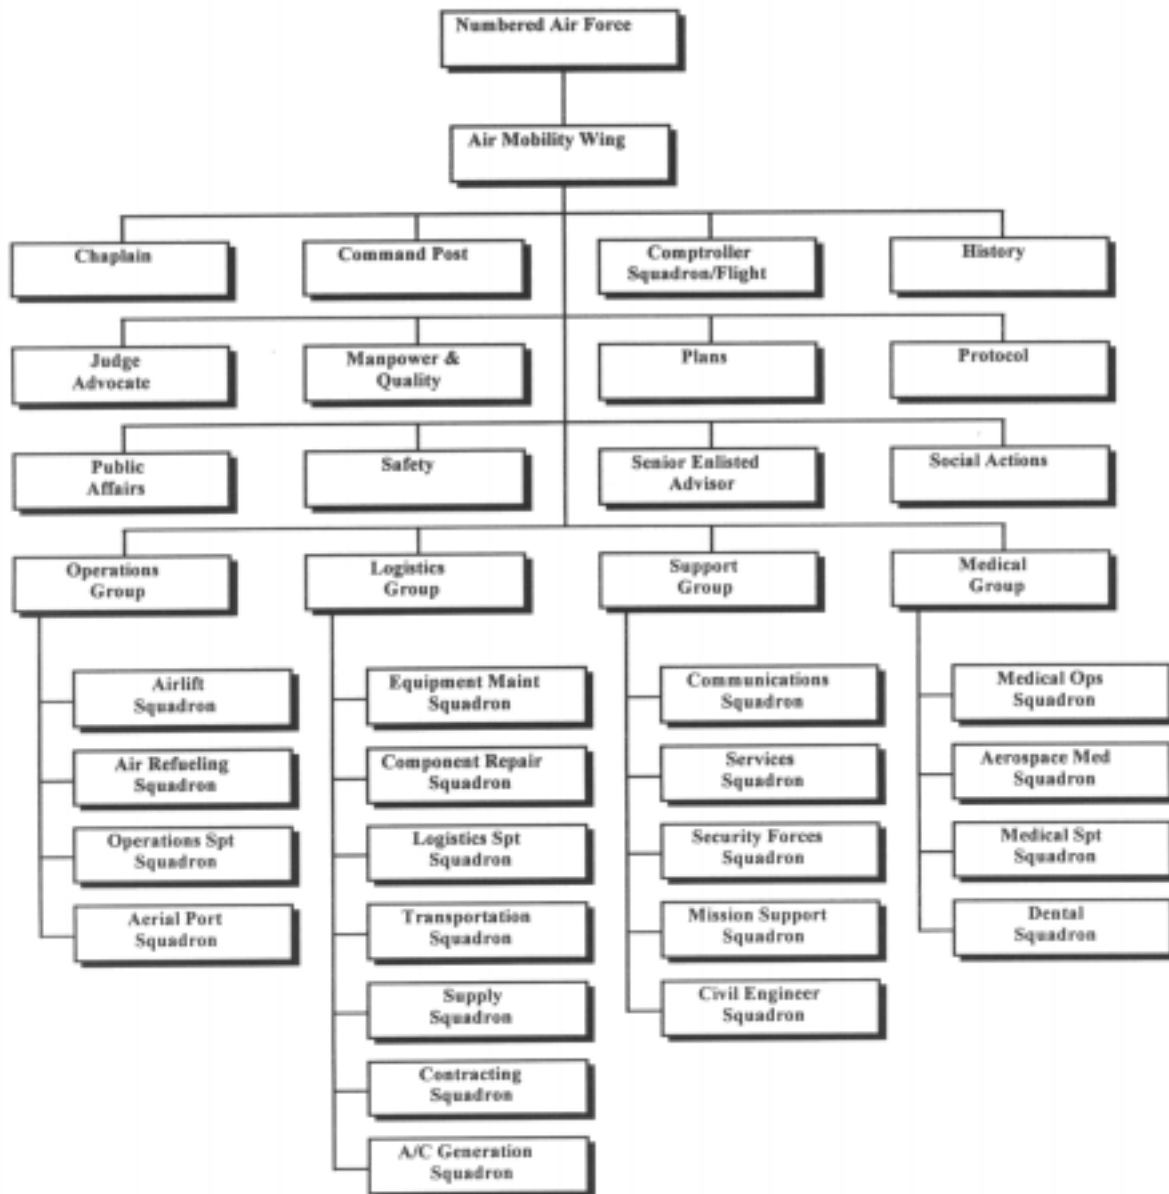 Numbered Air Force
Air Mobility Wing
Chaplain
Command Post
Comptroller
Squadron/Flight
History
Judge
Advocate
Manpower &
Quality
Plans
Protocol
Public
Affairs
Safety
Senior Enlisted
Advisor
Social Actions
Operations
Group
Logistics
Group
Support
Group
Medical
Group
Airlift
Squadron
Air Refueling
Squadron
Operations Spt
Squadron
Aerial Port
Squadron
Equipment Maint
Squadron
Component Repair
Squadron
Logistics Spt
Squadron
Transportation
Squadron
Supply
Squadron
Contracting
Squadron
A/C Generation
Squadron
Communications
Squadron
Services
Squadron
Security Forces
Squadron
Mission Support
Squadron
Civil Engineer
Squadron
Medical Ops
Squadron
Aerospace Med
Squadron
Medical Spt
Squadron
Dental
Squadron